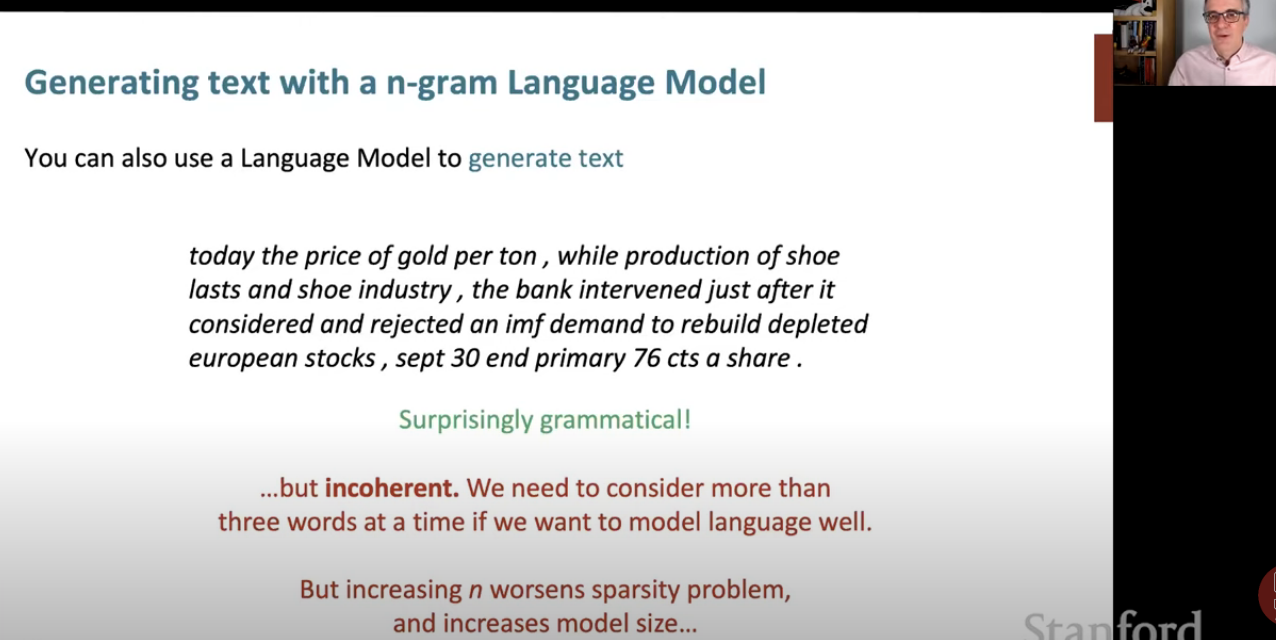 Generating text with a n-gram Language Model
You can also use a Language Model to generate text
today the price of gold per ton , while production of shoe
lasts and shoe industry , the bank intervened just after it
considered and rejected an imf demand to rebuild depleted
european stocks , sept 30 end primary 76 cts a share .
Surprisingly grammatical!
...but incoherent. We need to consider more than
three words at a time if we want to model language well.
But increasing n worsens sparsity problem,
and increases model size...
Stanford